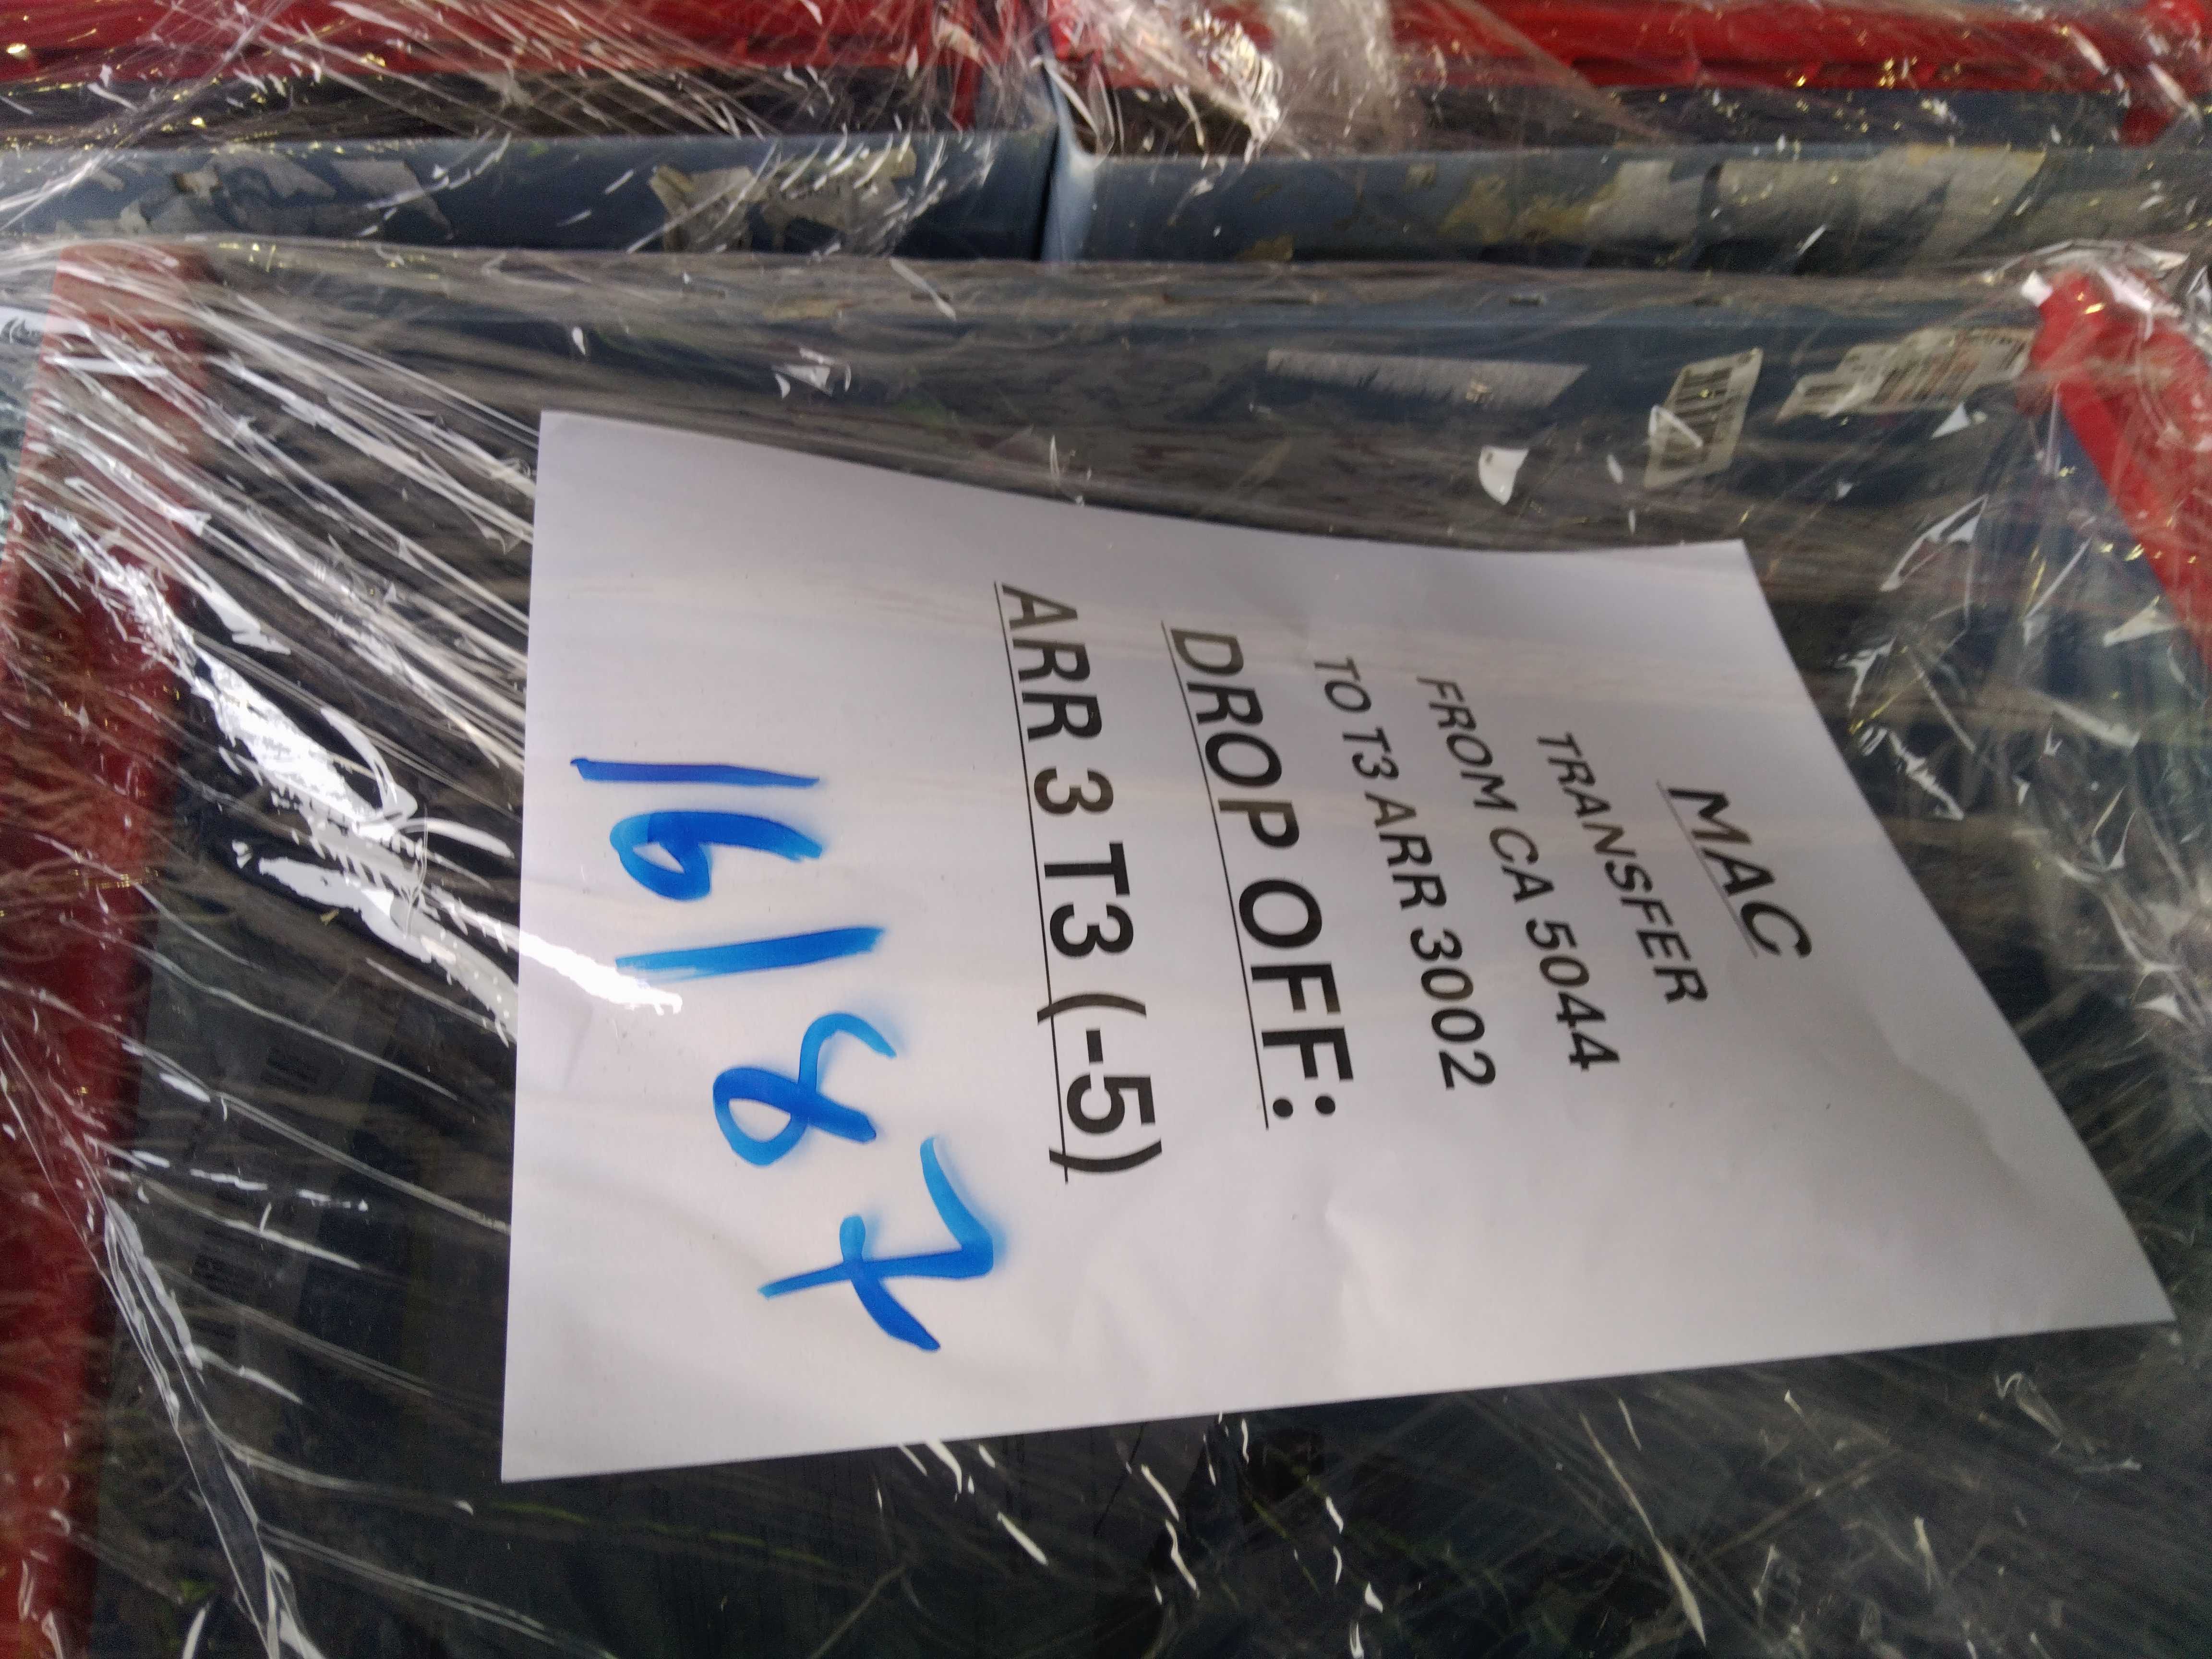 MAC
TRANSFER
FROM CA 5044
TO T3 ARR 3002
DROP OFF:
ARR 3 T3 (-5)
16/87